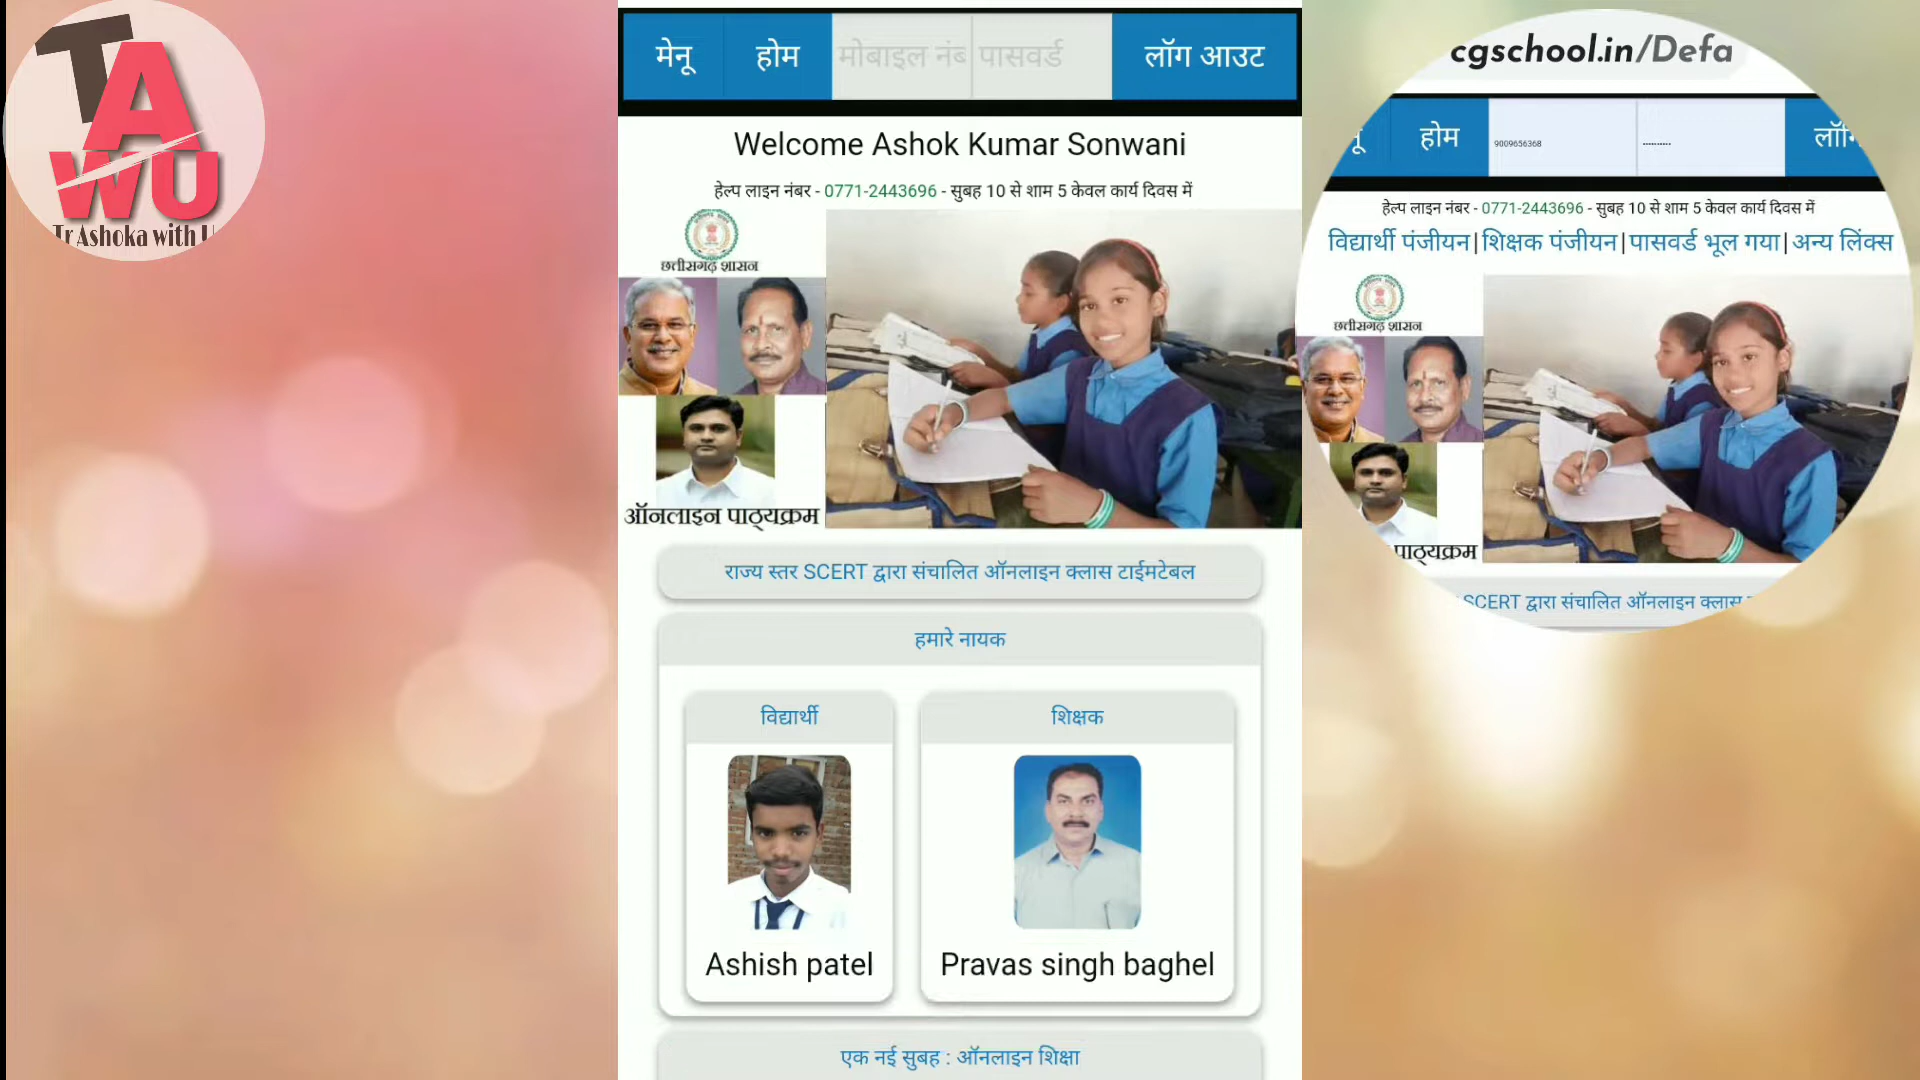 TAWU
Tr Ashoka with U
मेनू
होम
मोबाइल नंब
पासवर्ड
लॉग आउट
Welcome Ashok Kumar Sonwani
हेल्प लाइन नंबर - 0771-2443696 - सुबह 10 से शाम 5 केवल कार्य दिवस में
छत्तीसगढ़ शासन
ऑनलाइन पाठ्यक्रम
राज्य स्तर SCERT द्वारा संचालित ऑनलाइन क्लास टाईमटेबल
हमारे नायक
विद्यार्थी
शिक्षक
Ashish patel
Pravas singh baghel
एक नई सुबह : ऑनलाइन शिक्षा
cgschool.in/Defa
होम
9009656368
हेल्प लाइन नंबर - 0771-2443696 - सुबह 10 से शाम 5 केवल कार्य दिवस में
विद्यार्थी पंजीयन|शिक्षक पंजीयन|पासवर्ड भूल गया|अन्य लिंक्स
छत्तीसगढ़ शासन
पाठ्यक्रम
SCERT द्वारा संचालित ऑनलाइन क्लास